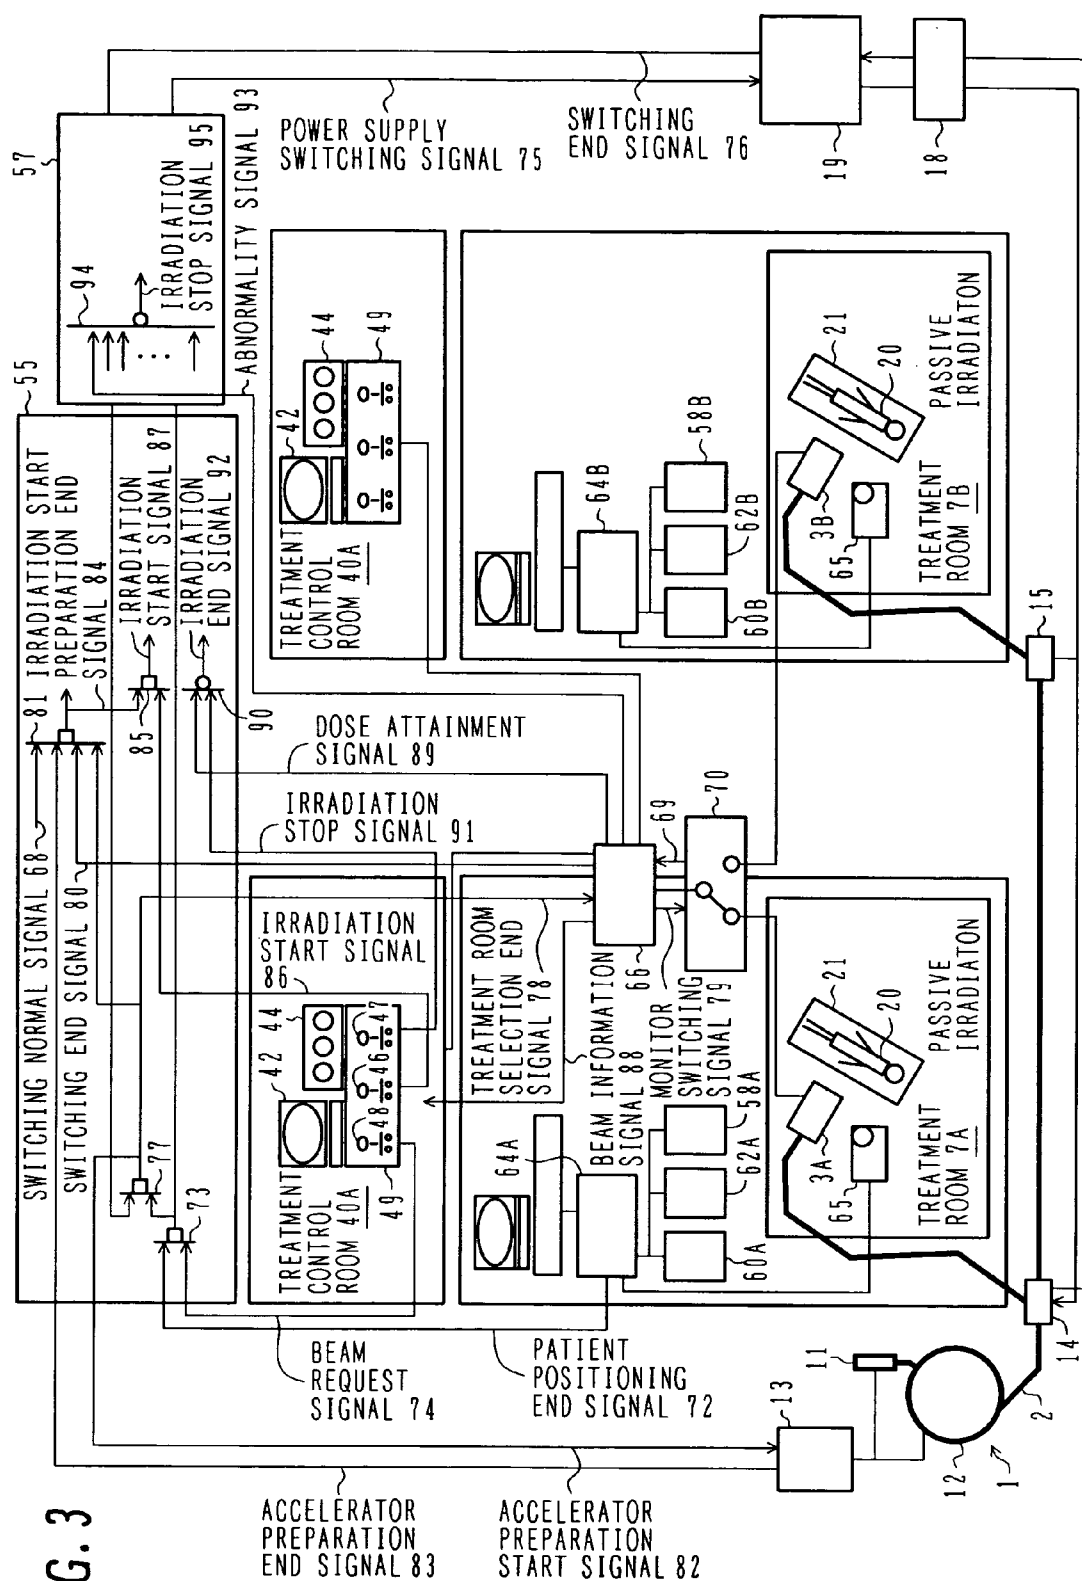 G.3
ACCELERATOR
PREPARATION
END SIGNAL 83
ACCELERATOR
PREPARATION
START SIGNAL 82
BEAM
REQUEST
SIGNAL 74
PATIENT
POSITIONING
END SIGNAL 72
SWITCHING NORMAL SIGNAL 68
SWITCHING END SIGNAL 80
81 IRRADIATION START
PREPARATION END
SIGNAL 84
IRRADIATION
START SIGNAL 87
IRRADIATION
END SIGNAL 92
55
57
94
IRRADIATION
STOP SIGNAL 95
ABNORMALITY SIGNAL 93
77
73
85
90
DOSE ATTAINMENT
SIGNAL 89
IRRADIATION
STOP SIGNAL 91
IRRADIATION
START SIGNAL
86
POWER SUPPLY
SWITCHING SIGNAL 75
SWITCHING
END SIGNAL 76
TREATMENT
CONTROL
ROOM 40A
42
44
49
48
46
47
TREATMENT
CONTROL
ROOM 40A
42
44
49
TREATMENT ROOM
SELECTION END
SIGNAL 78
BEAM INFORMATION
SIGNAL 88
MONITOR
SWITCHING
SIGNAL 79
66
69
70
64A
60A
62A
58A
64B
60B
62B
58B
65
3A
21
20
TREATMENT
ROOM 7A
PASSIVE
IRRADIATON
65
3B
21
20
TREATMENT
ROOM 7B
PASSIVE
IRRADIATON
13
11
12
1
2
14
15
18
19